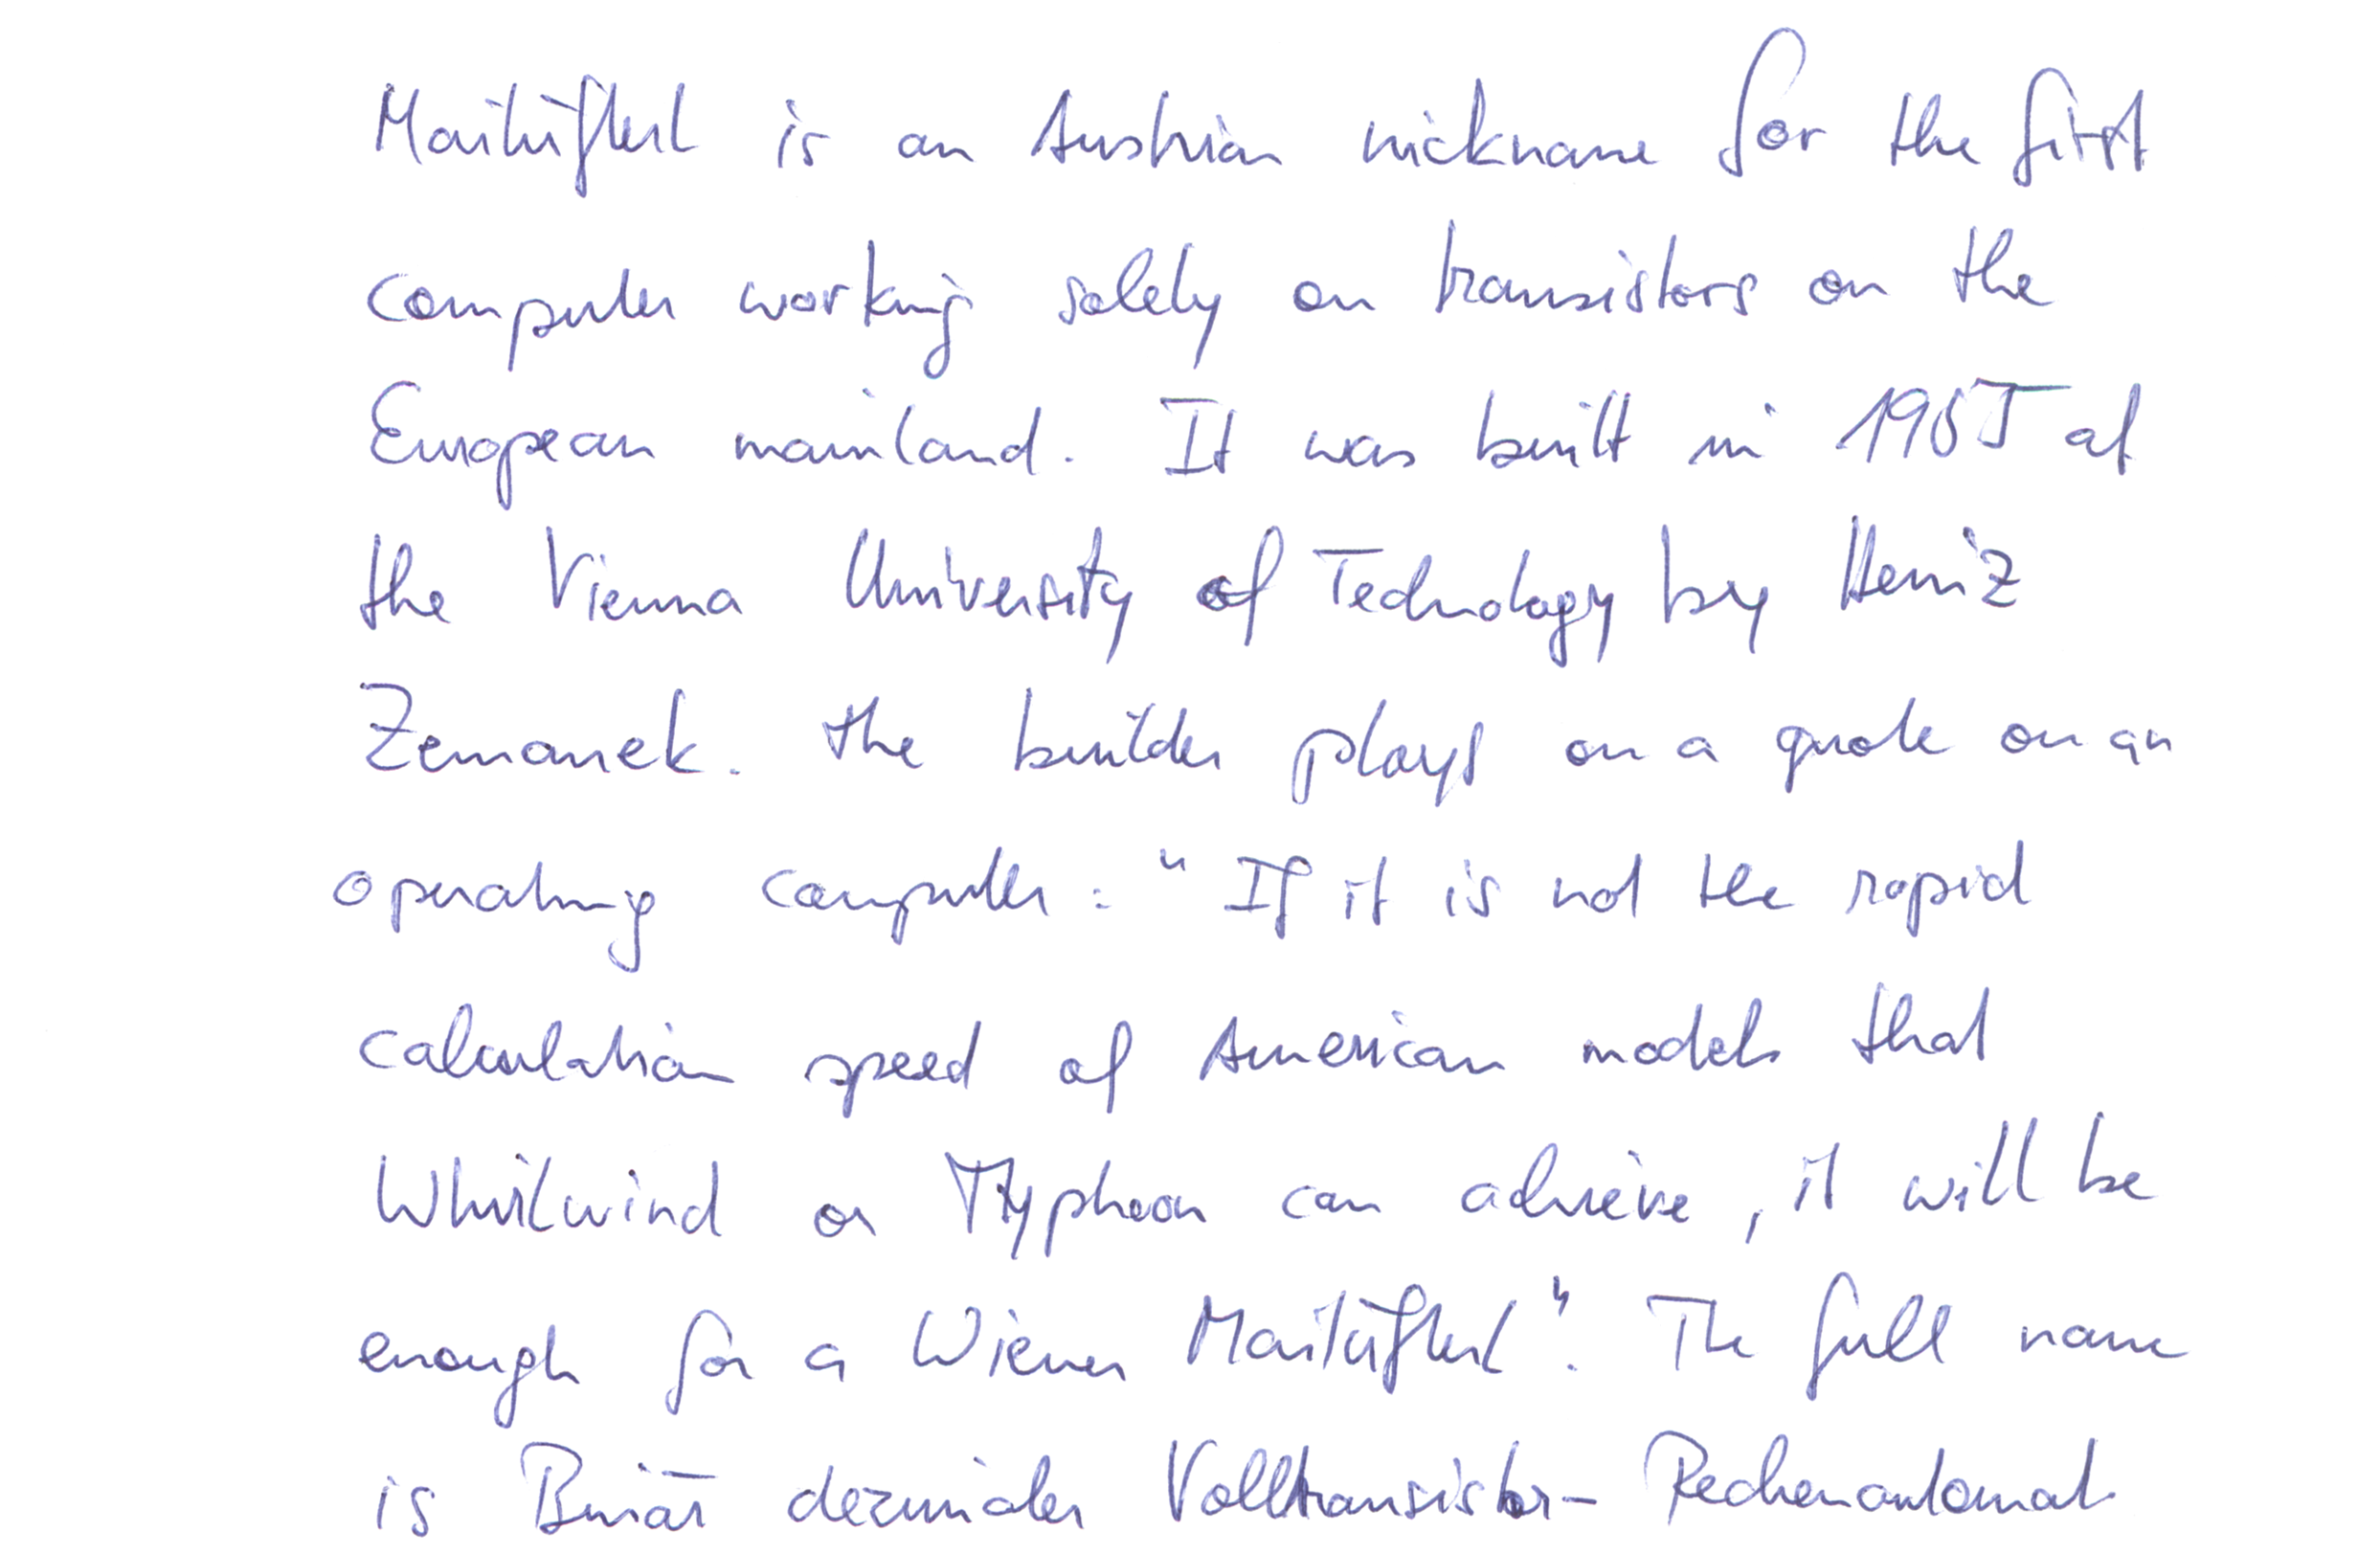 Mailüfterl is an Austrian nickname for the first
computer working solely on transistors on the
European mainland. It was built in 1955 at
the Vienna University of Technology by Heinz
Zemanek. The builder plays on a quote on an
operating computer: "If it is not the rapid
calculation speed of American models that
Whirlwind or Typhoon can achieve, it will be
enough for a Wiener Mailüfterl". The full name
is Binär dezimaler Volltransistor-Rechenautomat